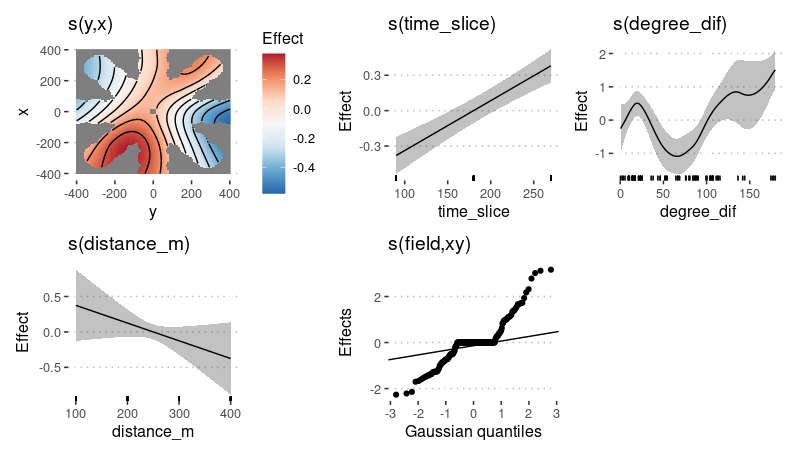 s(y,x)
Effect
x
400
200
0
-200
-400
-400 -200 0 200 400
y
0.2
0.0
-0.2
-0.4
s(time_slice)
Effect
0.3
0.0
-0.3
100 150 200 250
time_slice
s(degree_dif)
Effect
2
1
0
-1
0 50 100 150
degree_dif
s(distance_m)
Effect
0.5
0.0
-0.5
100 200 300 400
distance_m
s(field,xy)
Effects
2
0
-2
-3 -2 -1 0 1 2 3
Gaussian quantiles